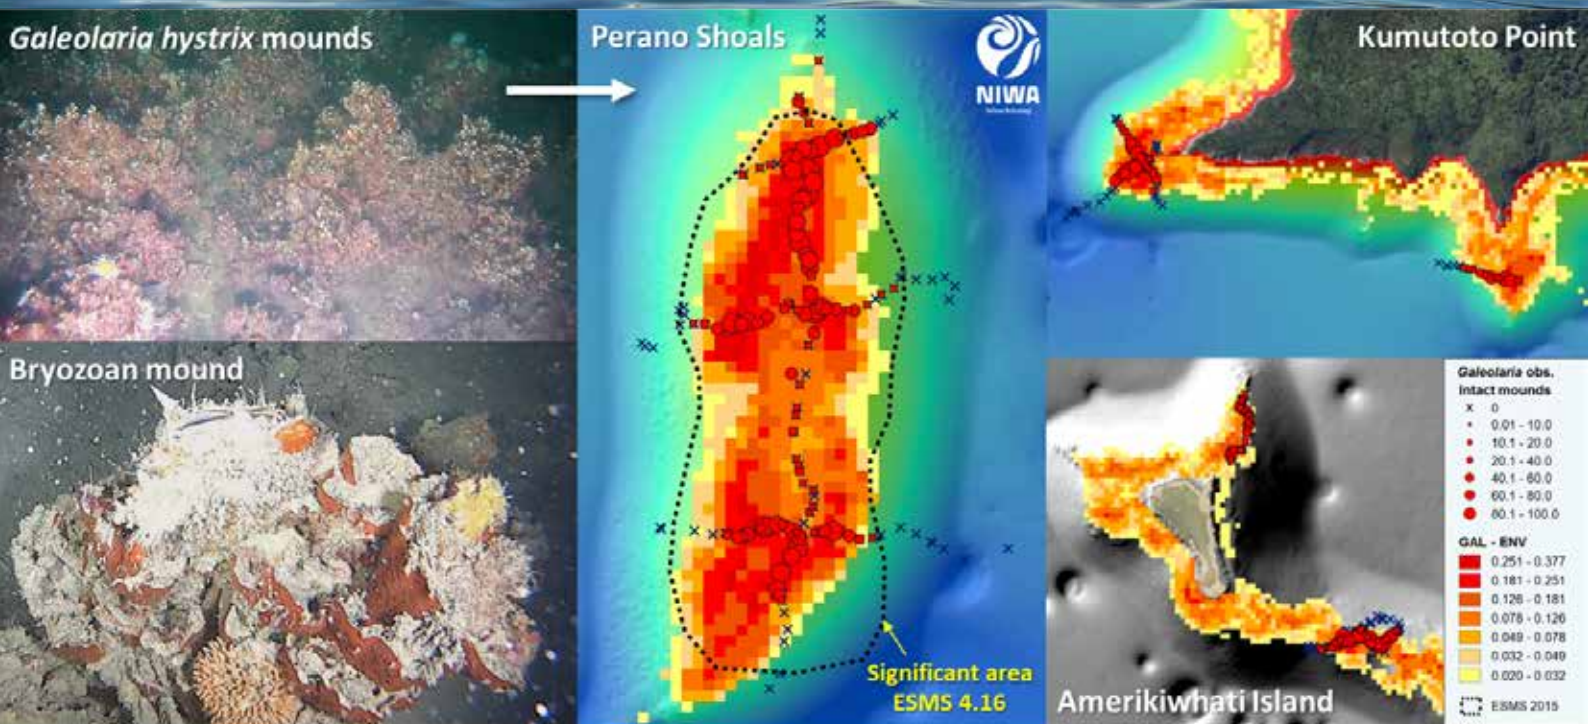 Galeolaria hystrix mounds
Bryozoan mound
Perano Shoals
NIWA
Significant area
ESMS 4.16
Kumutoto Point
Amerikiwhati Island
Galeolaria obs.
Intact mounds
0
0.01 - 10.0
10.1 - 20.0
20.1 - 40.0
40.1 - 60.0
60.1 - 80.0
80.1 - 100.0
GAL - ENV
0.251 - 0.377
0.181 - 0.251
0.126 - 0.181
0.078 - 0.126
0.049 - 0.078
0.032 - 0.049
0.020 - 0.032
ESMS 2015